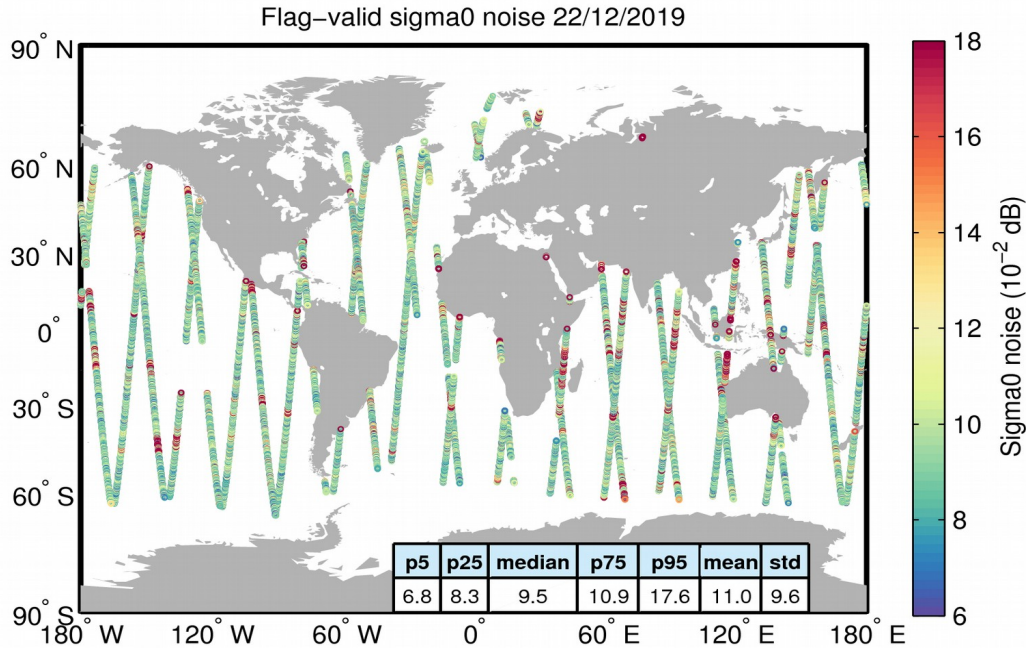 Flag−valid sigma0 noise 22/12/2019
90° N
60° N
30° N
0°
30° S
60° S
90° S
180° W
120° W
60° W
0°
60° E
120° E
180° E
p5 p25 median p75 p95 mean std
6.8 8.3 9.5 10.9 17.6 11.0 9.6
18
16
14
12
10
8
6
Sigma0 noise (10⁻² dB)